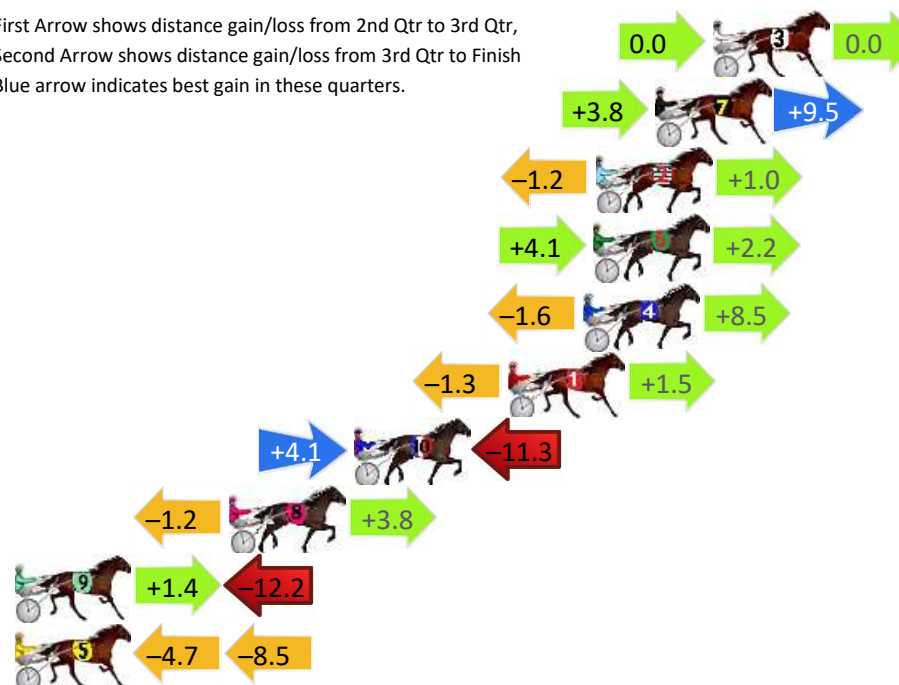 First Arrow shows distance gain/loss from 2nd Qtr to 3rd Qtr,
Second Arrow shows distance gain/loss from 3rd Qtr to Finish
Blue arrow indicates best gain in these quarters.
0.0 3 0.0
+3.8 7 +9.5
–1.2 2 +1.0
+4.1 6 +2.2
–1.6 4 +8.5
–1.3 1 +1.5
+4.1 10 –11.3
–1.2 8 +3.8
9 +1.4 –12.2
5 –4.7 –8.5